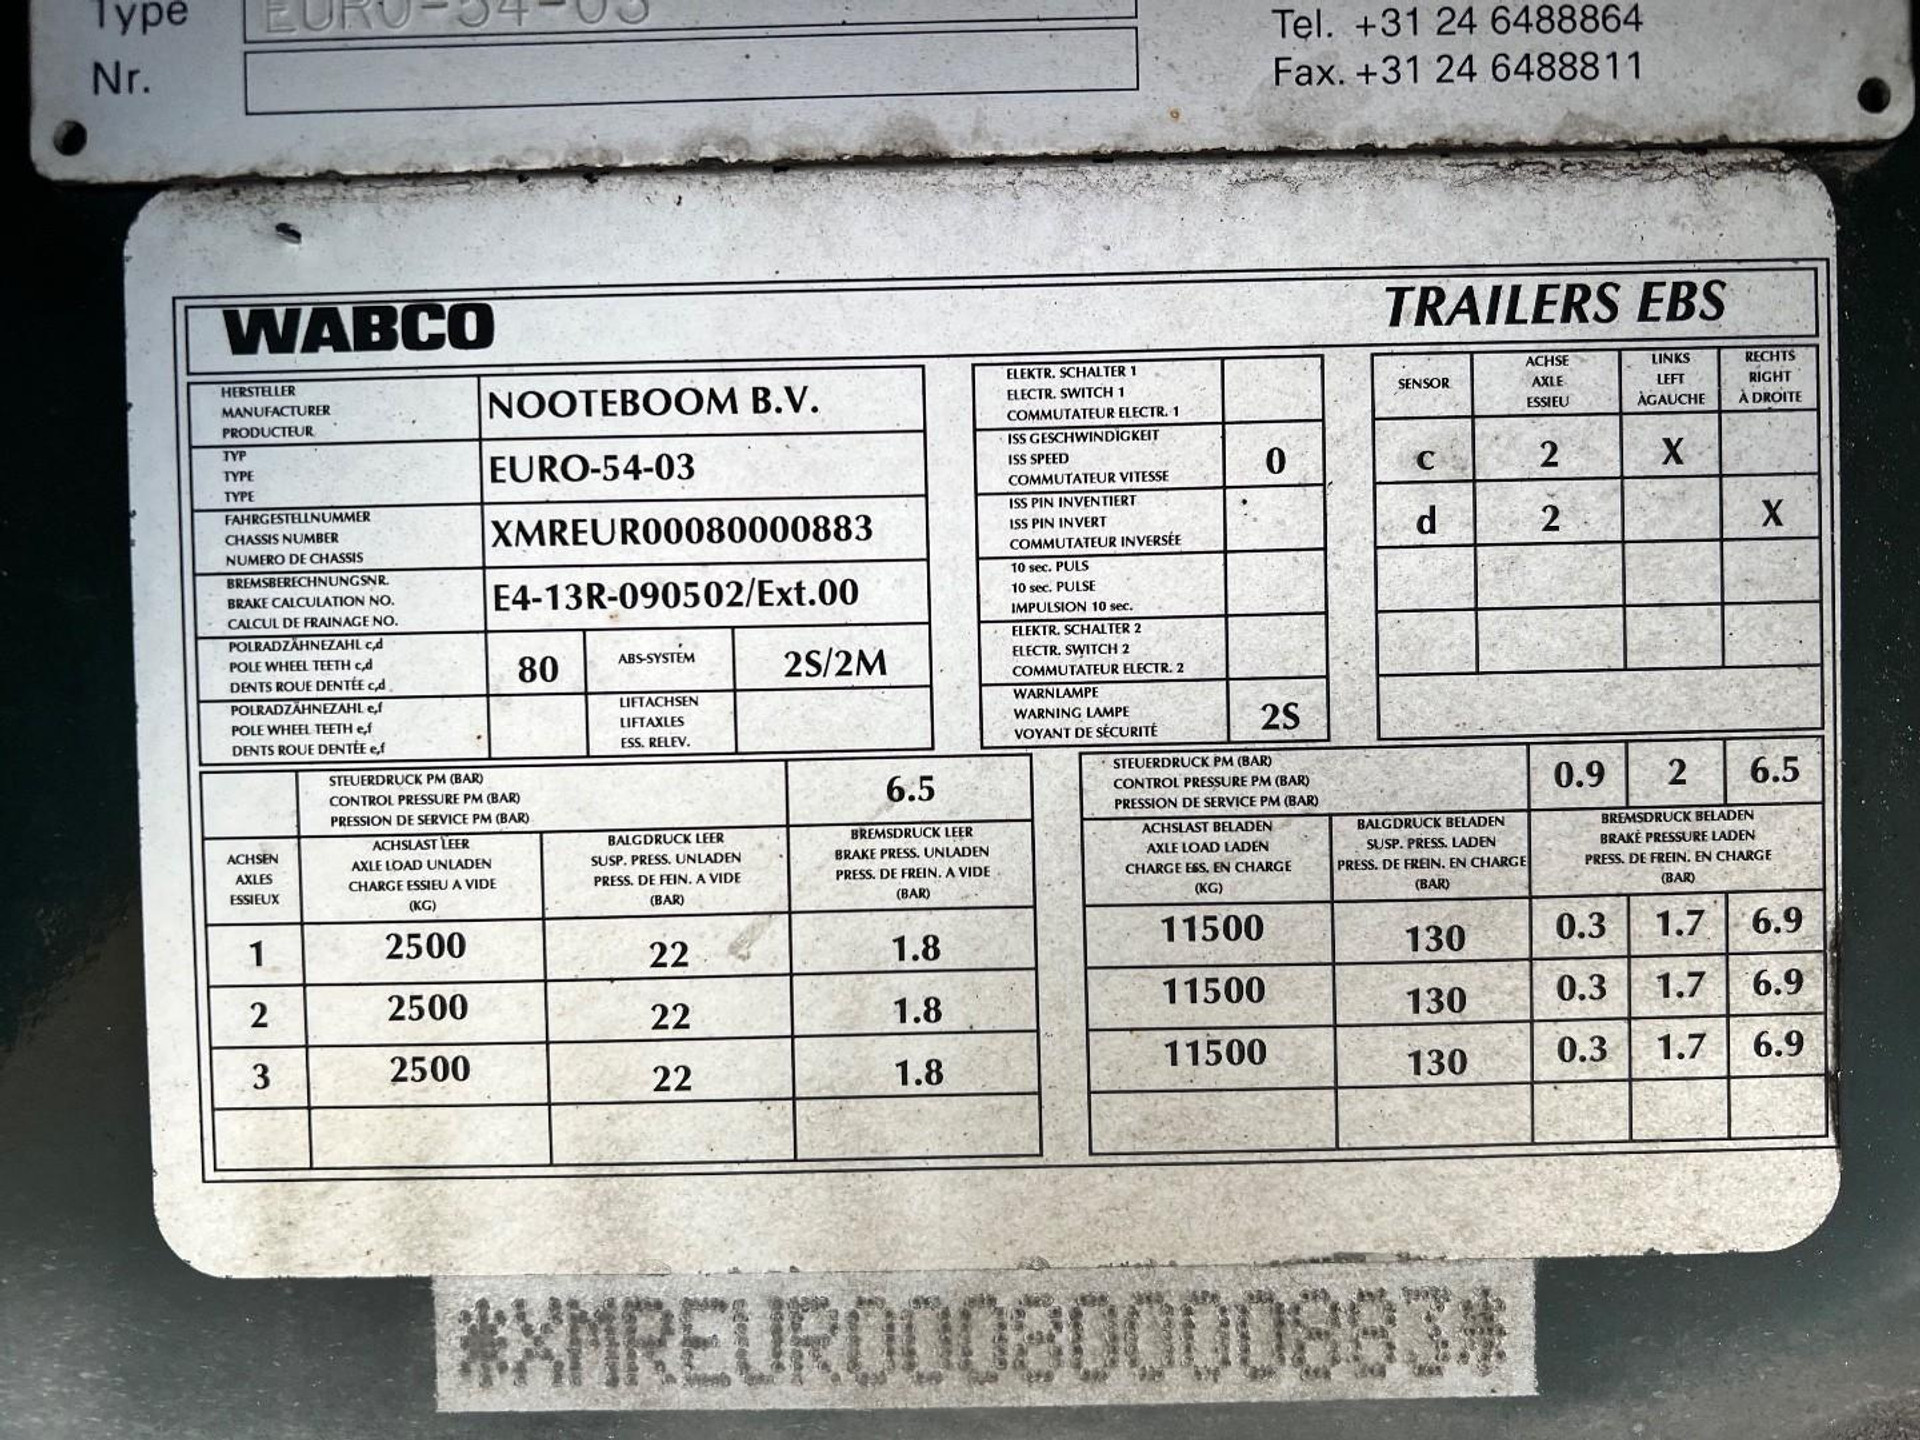 Type EURO-54-03 Tel. +31 24 6488864
Nr. Fax. +31 24 6488811
WABCO TRAILERS EBS
HERSTELLER
MANUFACTURER
PRODUCTEUR
NOOTEBOOM B.V.
TYP
TYPE
TYPE
EURO-54-03
FAHRGESTELLNUMMER
CHASSIS NUMBER
NUMERO DE CHASSIS
XMREUR00080000883
BREMSBERECHNUNGSNR.
BRAKE CALCULATION NO.
CALCUL DE FRAINAGE NO.
E4-13R-090502/Ext.00
POLRADZÄHNEZAHL c,d
POLE WHEEL TEETH c,d
DENTS ROUE DENTÉE c,d
80
ABS-SYSTEM
2S/2M
POLRADZÄHNEZAHL e,f
POLE WHEEL TEETH e,f
DENTS ROUE DENTÉE e,f
LIFTACHSEN
LIFTAXLES
ESS. RELEV.
ELEKTR. SCHALTER 1
ELECTR. SWITCH 1
COMMUTATEUR ELECTR. 1
ISS GESCHWINDIGKEIT
ISS SPEED
COMMUTATEUR VITESSE
0
ISS PIN INVENTIERT
ISS PIN INVERT
COMMUTATEUR INVERSÉE
10 sec. PULS
10 sec. PULSE
IMPULSION 10 sec.
ELEKTR. SCHALTER 2
ELECTR. SWITCH 2
COMMUTATEUR ELECTR. 2
WARNLAMPE
WARNING LAMPE
VOYANT DE SÉCURITÉ
2S
SENSOR
ACHSE
AXLE
ESSIEU
LINKS
LEFT
ÀGAUCHE
RECHTS
RIGHT
À DROITE
c 2 X
d 2 X
STEUERDRUCK PM (BAR)
CONTROL PRESSURE PM (BAR)
PRESSION DE SERVICE PM (BAR)
6.5
ACHSEN
AXLES
ESSIEUX
ACHSLAST LEER
AXLE LOAD UNLADEN
CHARGE ESSIEU A VIDE
(KG)
BALGDRUCK LEER
SUSP. PRESS. UNLADEN
PRESS. DE FEIN. A VIDE
(BAR)
BREMSDRUCK LEER
BRAKE PRESS. UNLADEN
PRESS. DE FREIN. A VIDE
(BAR)
1 2500 22 1.8
2 2500 22 1.8
3 2500 22 1.8
STEUERDRUCK PM (BAR)
CONTROL PRESSURE PM (BAR)
PRESSION DE SERVICE PM (BAR)
0.9 2 6.5
ACHSLAST BELADEN
AXLE LOAD LADEN
CHARGE ESS. EN CHARGE
(KG)
BALGDRUCK BELADEN
SUSP. PRESS. LADEN
PRESS. DE FREIN. EN CHARGE
(BAR)
BREMSDRUCK BELADEN
BRAKE PRESSURE LADEN
PRESS. DE FREIN. EN CHARGE
(BAR)
11500 130 0.3 1.7 6.9
11500 130 0.3 1.7 6.9
11500 130 0.3 1.7 6.9
*XMREUR00080000883*